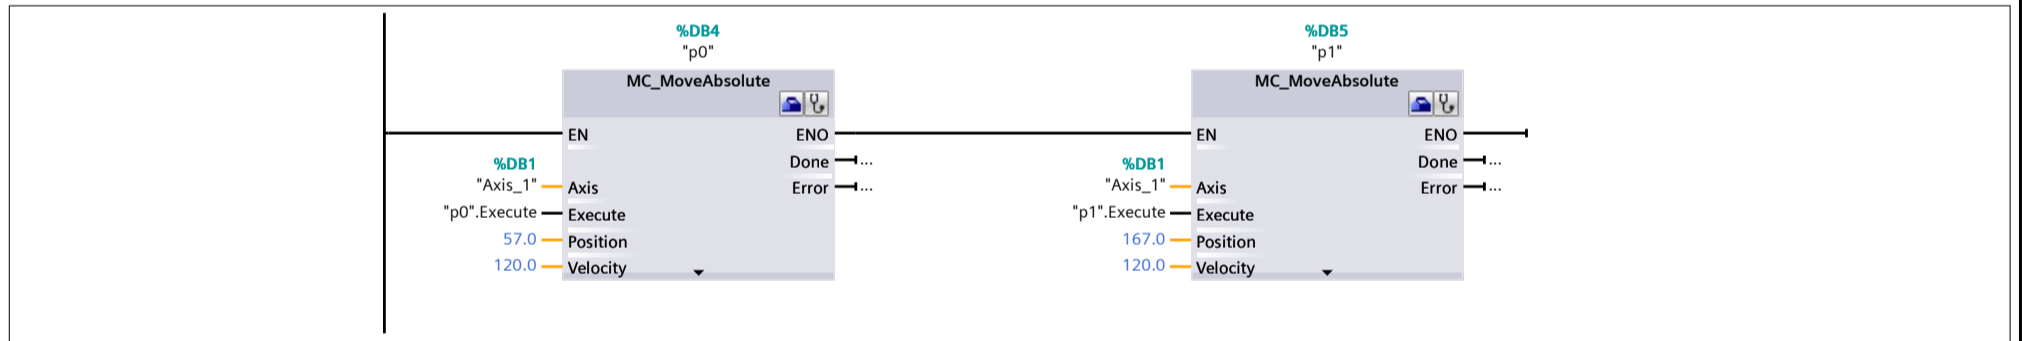 %DB4
"p0"
MC_MoveAbsolute
EN
ENO
Done
...
%DB1
"Axis_1"
Axis
Error
...
"p0".Execute
Execute
57.0
Position
120.0
Velocity
%DB5
"p1"
MC_MoveAbsolute
EN
ENO
Done
...
%DB1
"Axis_1"
Axis
Error
...
"p1".Execute
Execute
167.0
Position
120.0
Velocity